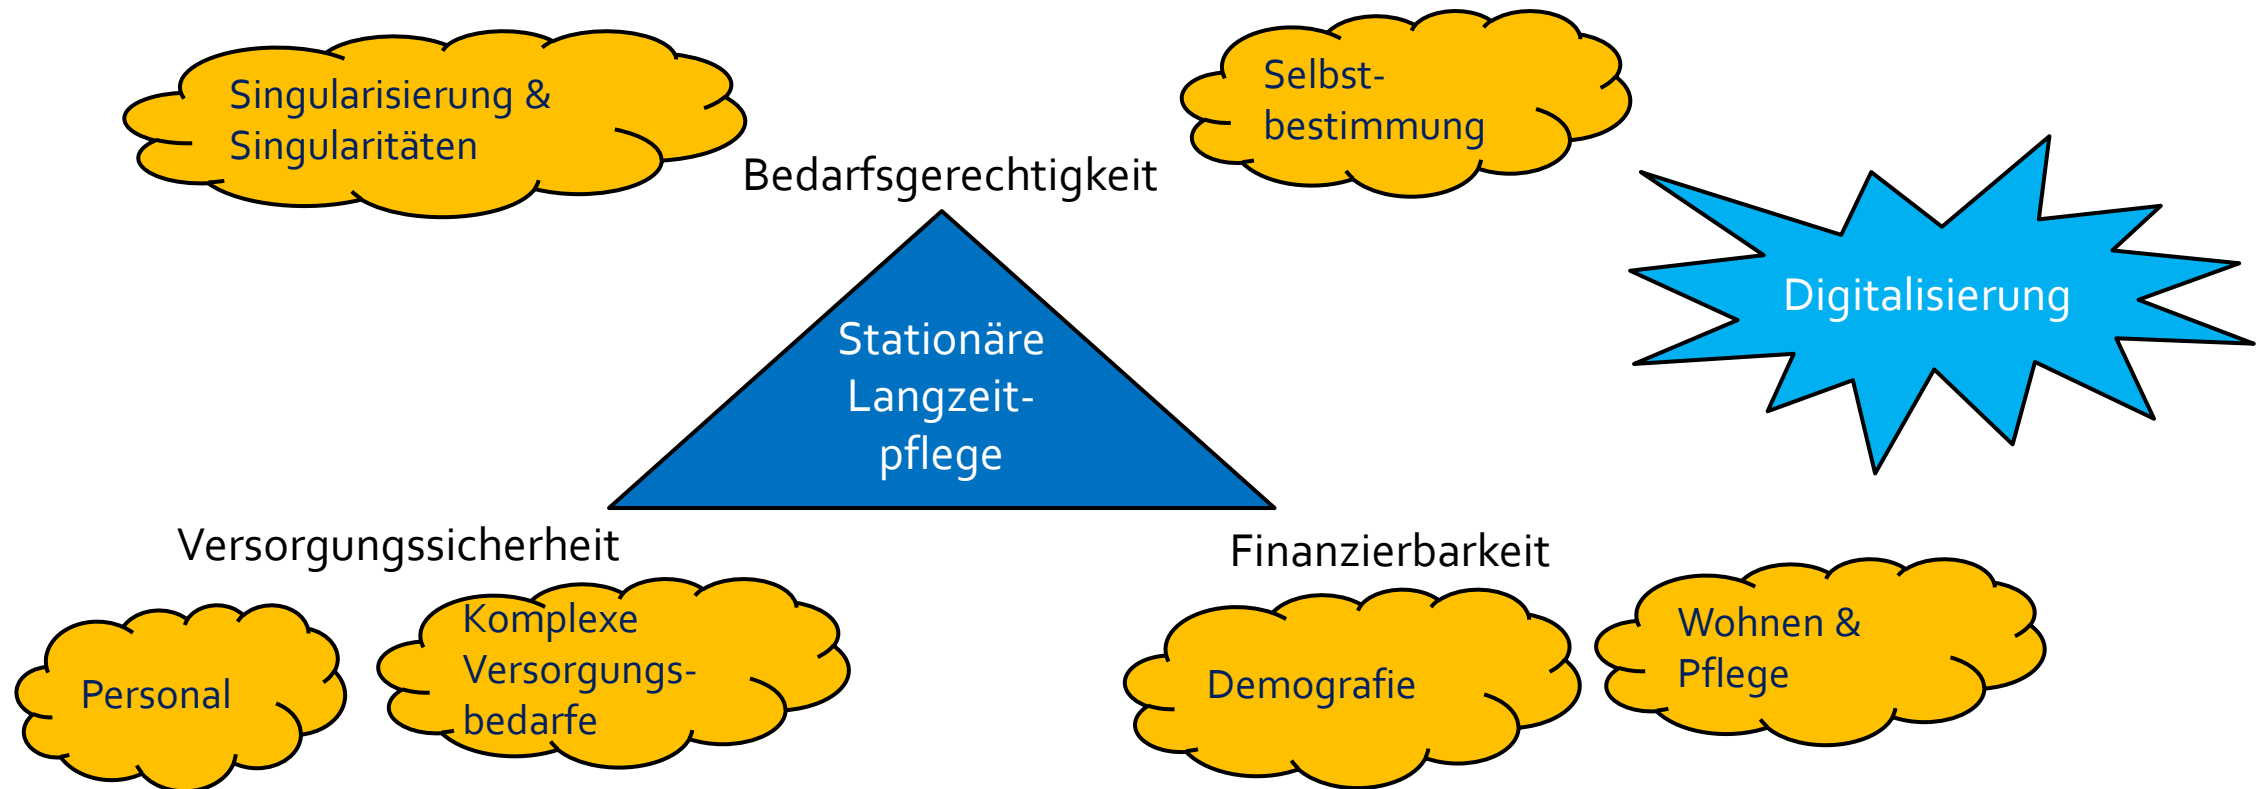 Singularisierung &
Singularitäten
Selbst-
bestimmung
Bedarfsgerechtigkeit
Digitalisierung
Stationäre
Langzeit-
pflege
Versorgungssicherheit
Finanzierbarkeit
Personal
Komplexe
Versorgungs-
bedarfe
Demografie
Wohnen &
Pflege